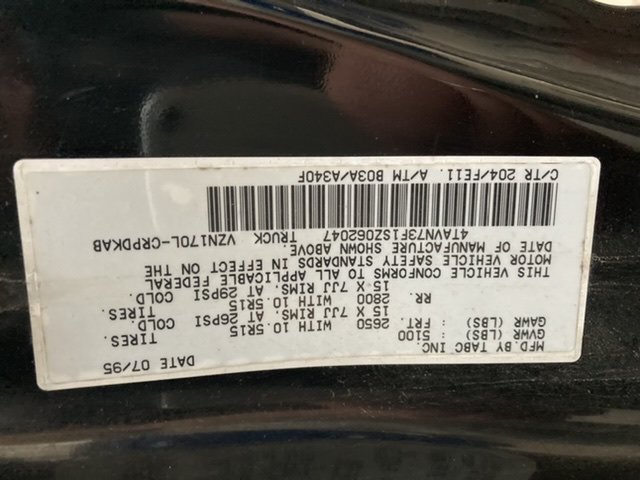 MFD. BY TABC INC. DATE 07/95
GVWR (LBS) 5100
GAWR (LBS) FRT. 2650 WITH 10.5R15 TIRES.
15 X 7JJ RIMS. AT 26PSI COLD.
RR. 2800 WITH 10.5R15 TIRES.
15 X 7JJ RIMS. AT 29PSI COLD.
THIS VEHICLE CONFORMS TO ALL APPLICABLE FEDERAL
MOTOR VEHICLE SAFETY STANDARDS IN EFFECT ON THE
DATE OF MANUFACTURE SHOWN ABOVE
4TAVN73F1SZ062047 TRUCK VZN170L-CRPDKAB
C/TR 204/FE11. A/TM B03A/A340F